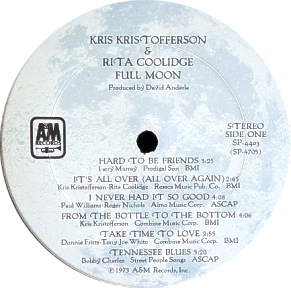 KRIS KRISTOFFERSON
&
RITA COOLIDGE
FULL MOON
Produced by David Anderle
A&M
RECORDS
STEREO
SIDE ONE
SP-4403
(SP-4705)
HARD TO BE FRIENDS 3:25
Larry Murray Prodigal Son BMI
IT'S ALL OVER (ALL OVER AGAIN) 2:45
Kris Kristofferson-Rita Coolidge Resaca Music Pub. Co. BMI
I NEVER HAD IT SO GOOD 4:08
Paul Williams-Roger Nichols Almo Music Corp. ASCAP
FROM THE BOTTLE TO THE BOTTOM 4:06
Kris Kristofferson Combine Music Corp. BMI
TAKE TIME TO LOVE 2:55
Donnie Fritts-Tony Joe White Combine Music Corp. BMI
TENNESSEE BLUES 5:20
Bobby Charles Street People Songs ASCAP
© 1973 A&M Records, Inc.